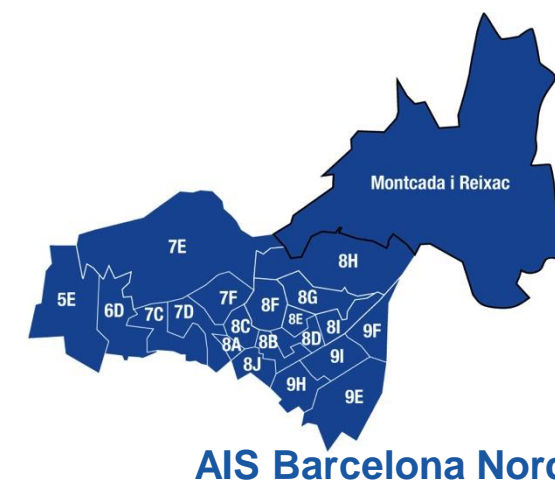 Montcada i Reixac
7E
8H
5E
6D
7C
7D
7F
8F
8G
8E
8C
8I
9F
8A
8B
8D
8J
9I
9H
9E
AIS Barcelona Nord